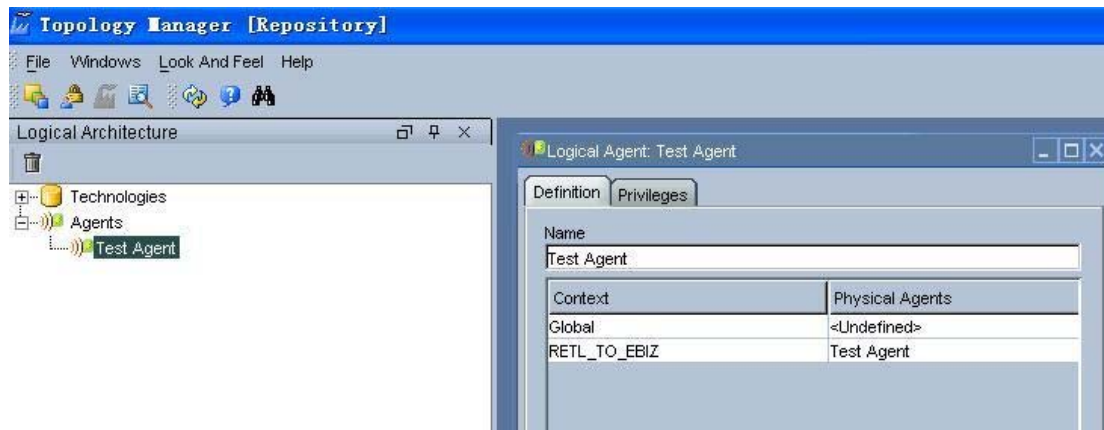 Topology Manager [Repository]
File Windows Look And Feel Help
Logical Architecture
Technologies
Agents
Test Agent
Logical Agent: Test Agent
Definition Privileges
Name
Test Agent
Context Physical Agents
Global <Undefined>
RETL_TO_EBIZ Test Agent